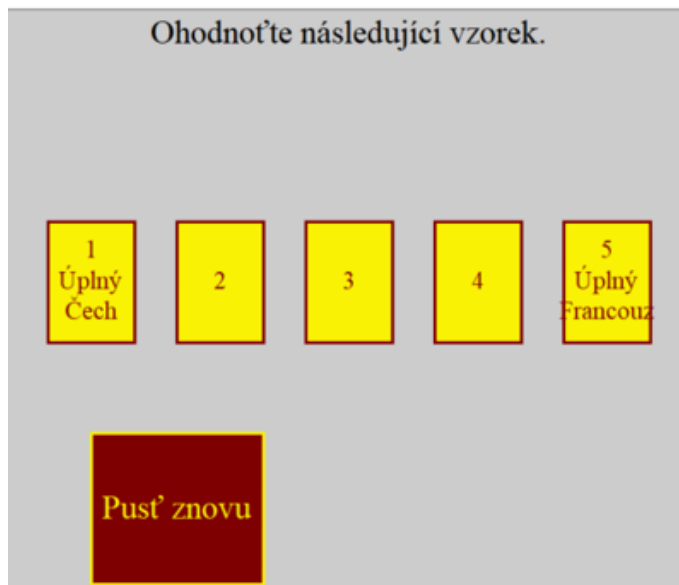 Ohodnoťte následující vzorek.
1
Úplný
Čech
2
3
4
5
Úplný
Francouz
Pusť znovu